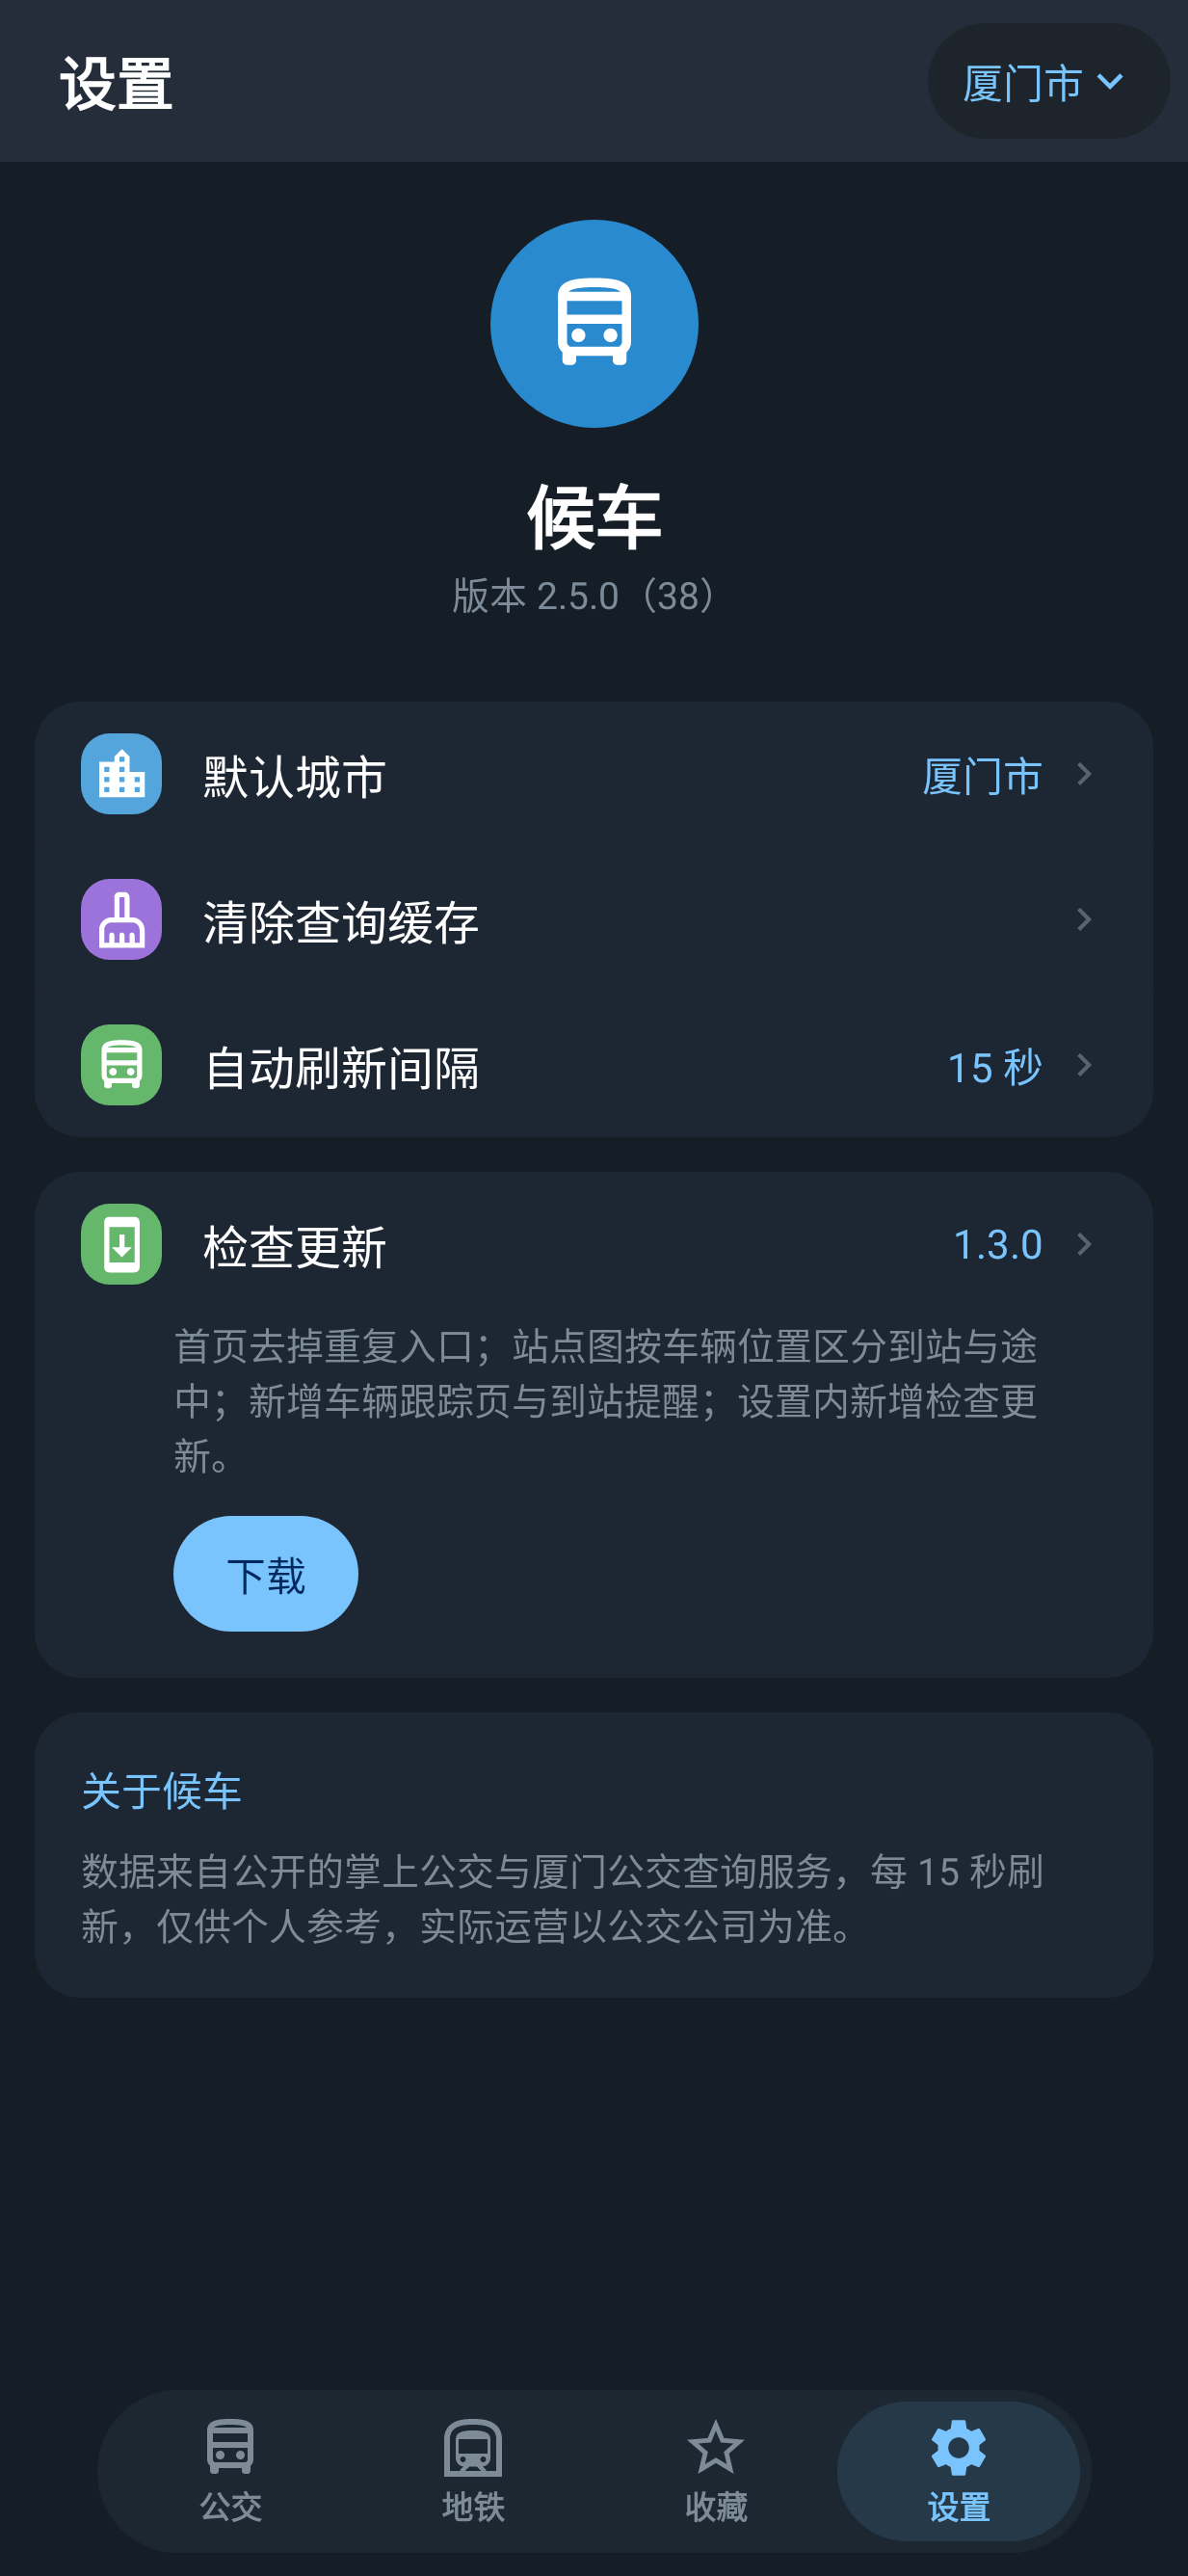 设置
厦门市
候车
版本 2.5.0（38）
默认城市
厦门市
清除查询缓存
自动刷新间隔
15 秒
检查更新
1.3.0
首页去掉重复入口；站点图按车辆位置区分到站与途
中；新增车辆跟踪页与到站提醒；设置内新增检查更
新。
下载
关于候车
数据来自公开的掌上公交与厦门公交查询服务，每 15 秒刷
新，仅供个人参考，实际运营以公交公司为准。
公交
地铁
收藏
设置